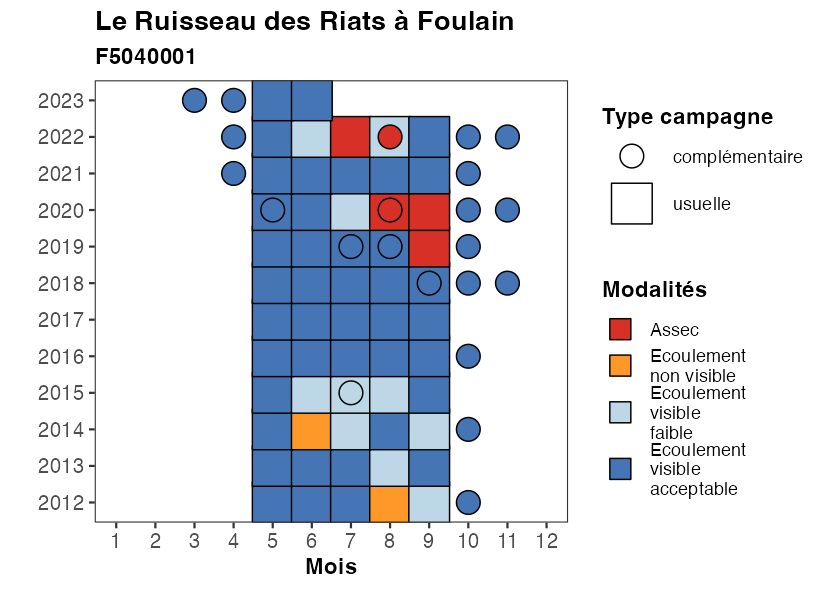 Le Ruisseau des Riats à Foulain
F5040001
2023
2022
2021
2020
2019
2018
2017
2016
2015
2014
2013
2012
1 2 3 4 5 6 7 8 9 10 11 12
Mois
Type campagne
complémentaire
usuelle
Modalités
Assec
Ecoulement
non visible
Ecoulement
visible
faible
Ecoulement
visible
acceptable